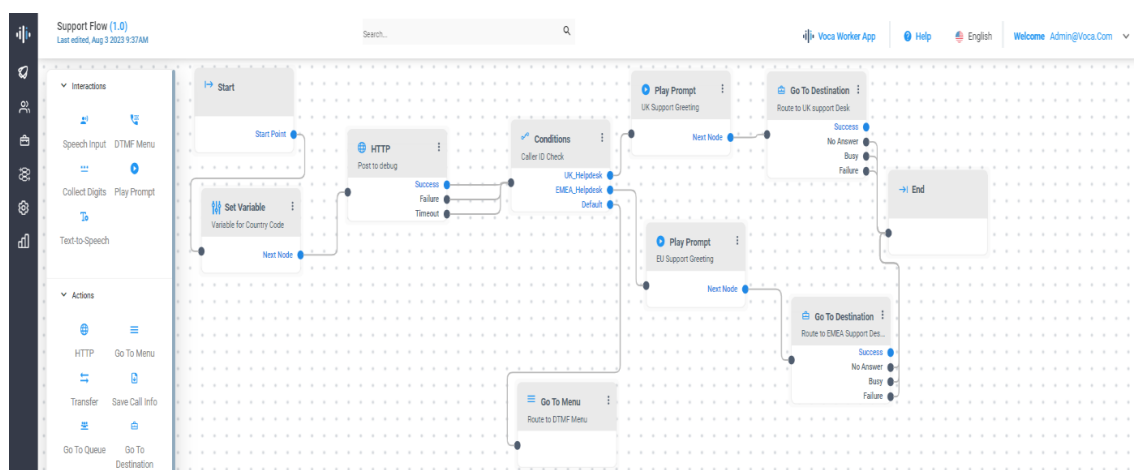 Support Flow (1.0)
Last edited, Aug 3 2023 9:37AM
Search...
Voca Worker App
Help
English
Welcome Admin@Voca.Com
Interactions
Speech Input
DTMF Menu
Collect Digits
Play Prompt
Text-to-Speech
Actions
HTTP
Go To Menu
Transfer
Save Call Info
Go To Queue
Go To
Destination
Start
Start Point
Set Variable
Variable for Country Code
Next Node
HTTP
Post to debug
Success
Failure
Timeout
Conditions
Caller ID Check
UK_Helpdesk
EMEA_Helpdesk
Default
Play Prompt
UK Support Greeting
Next Node
Go To Destination
Route to UK support Desk
Success
No Answer
Busy
Failure
End
Play Prompt
EU Support Greeting
Next Node
Go To Destination
Route to EMEA Support Des...
Success
No Answer
Busy
Failure
Go To Menu
Route to DTMF Menu